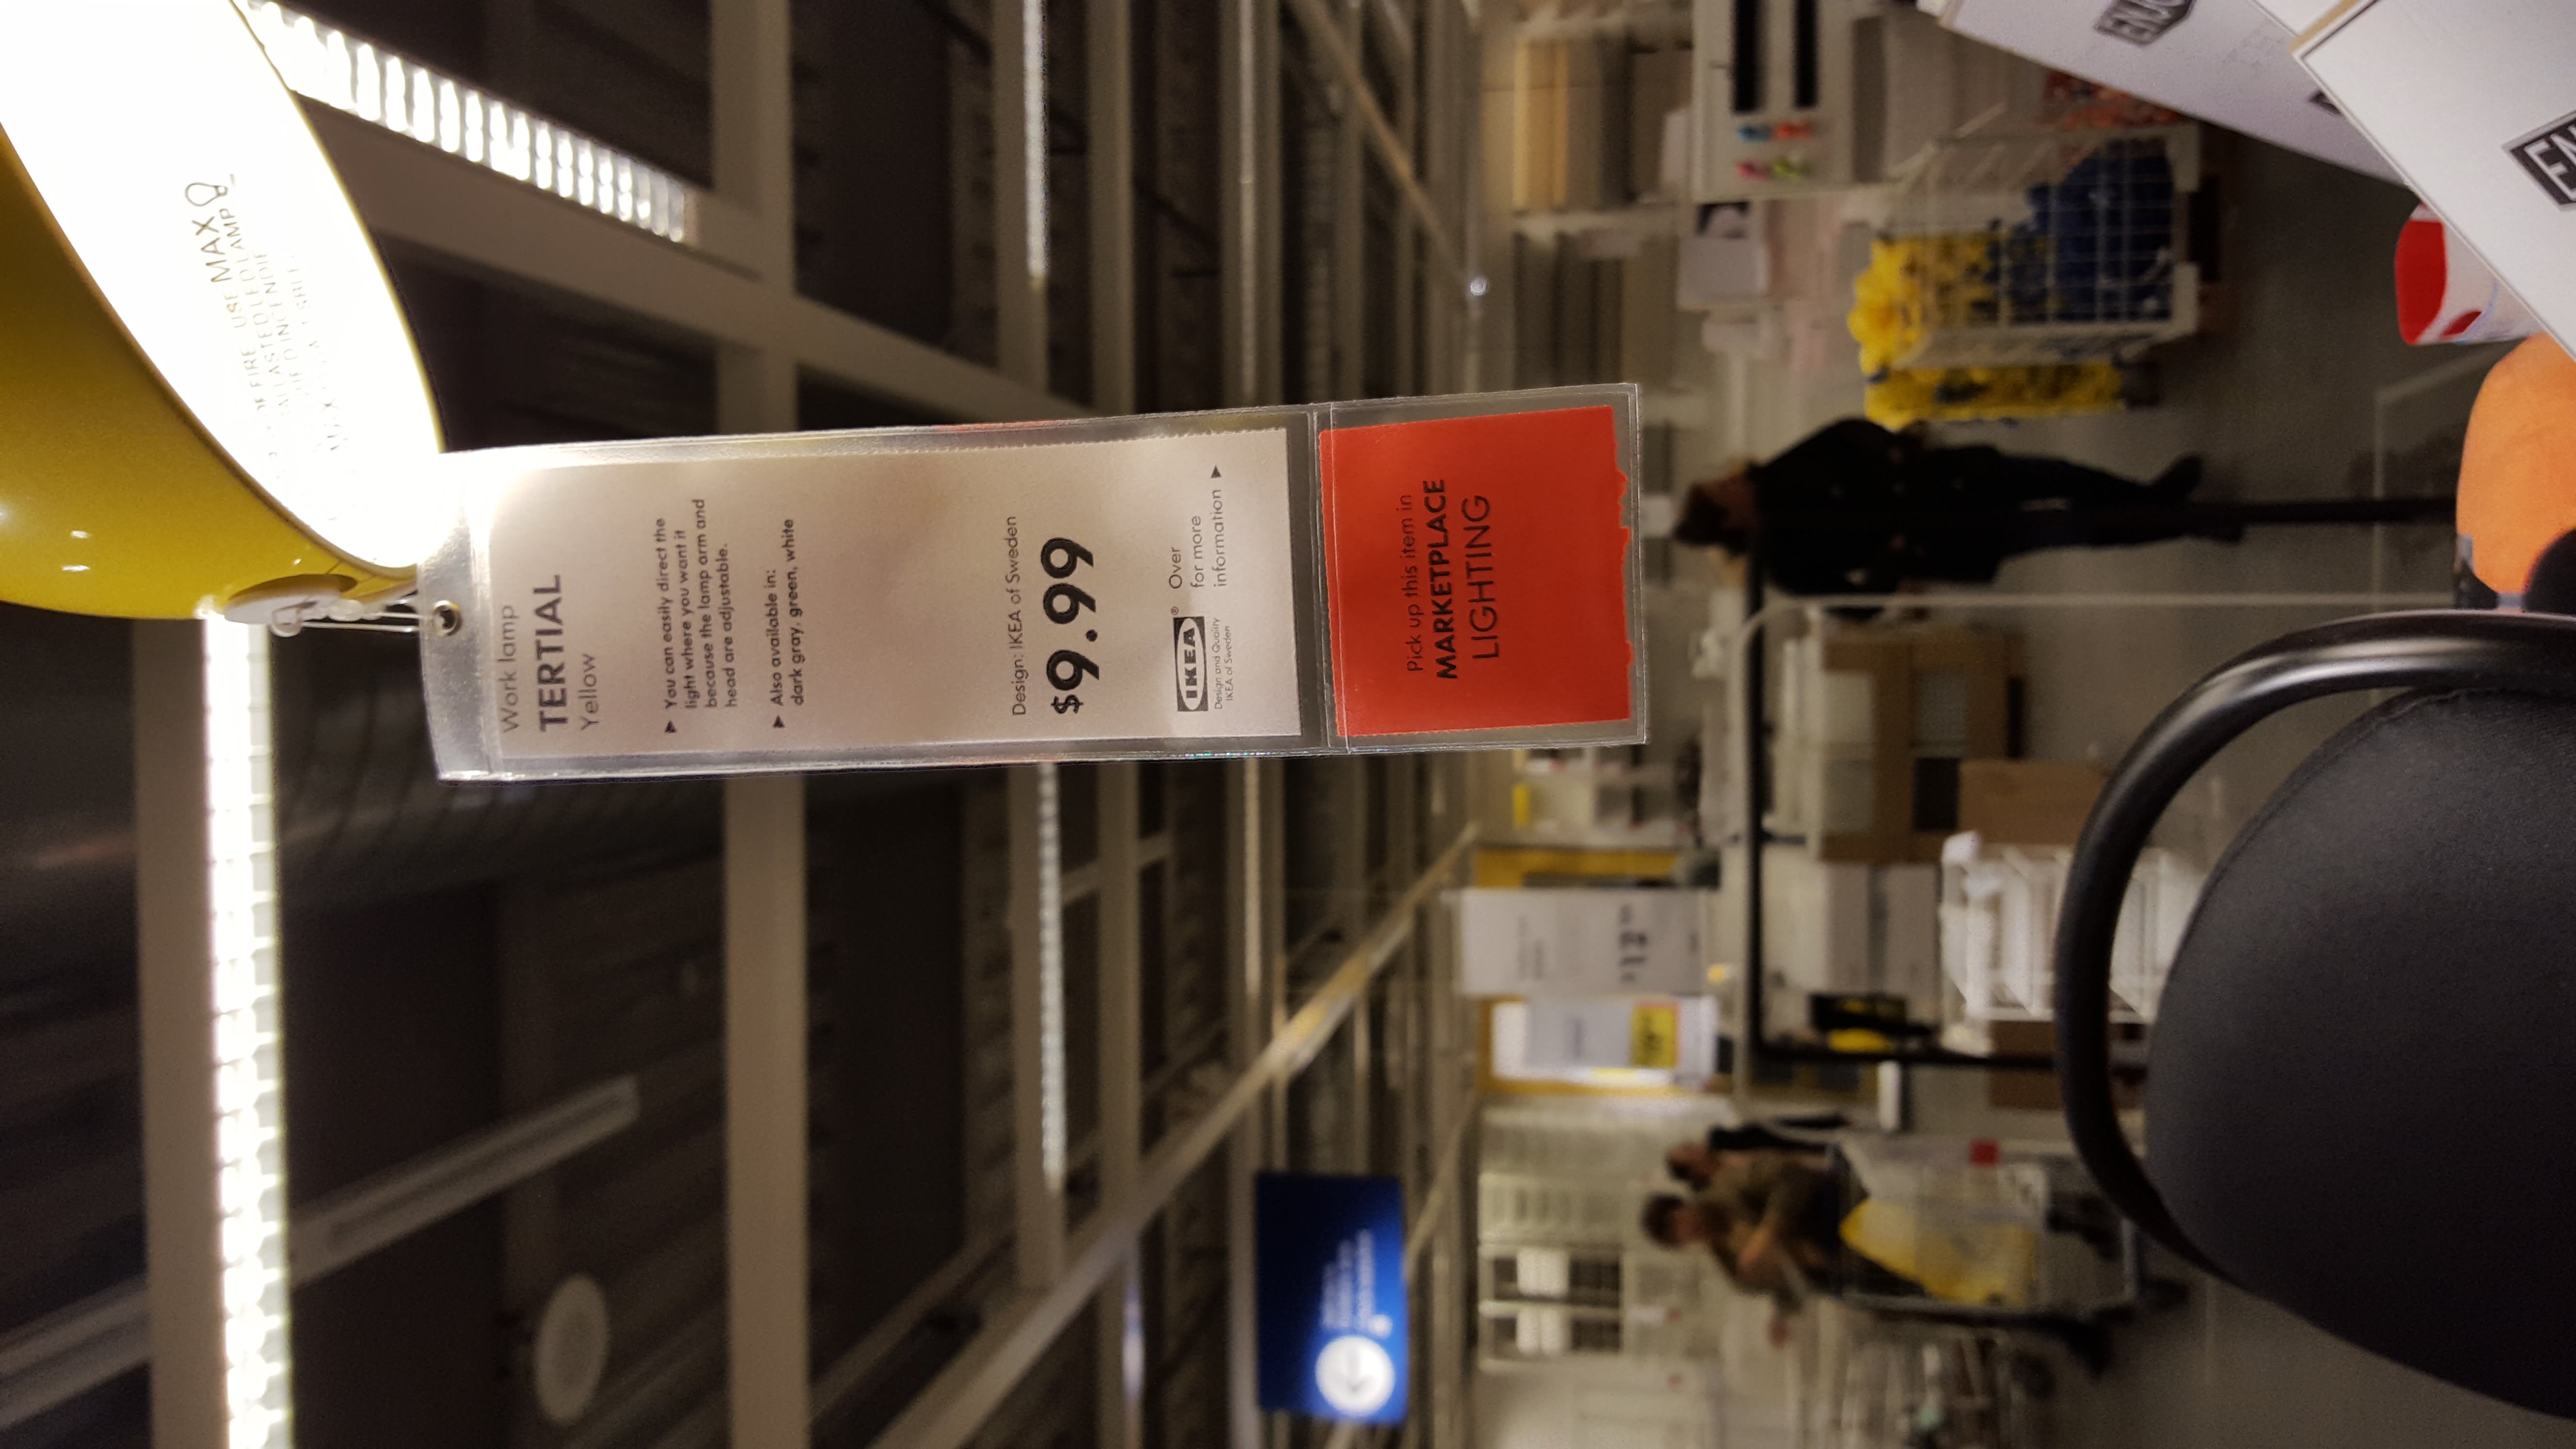 USE MAX
OF FIRE
LED LAMP
Work lamp
TERTIAL
Yellow
► You can easily direct the
light where you want it
because the lamp arm and
head are adjustable.
► Also available in:
dark gray, green, white
Design: IKEA of Sweden
$9.99
IKEA®
Design and Quality
IKEA of Sweden
Over
for more
information ►
Pick up this item in
MARKETPLACE
LIGHTING